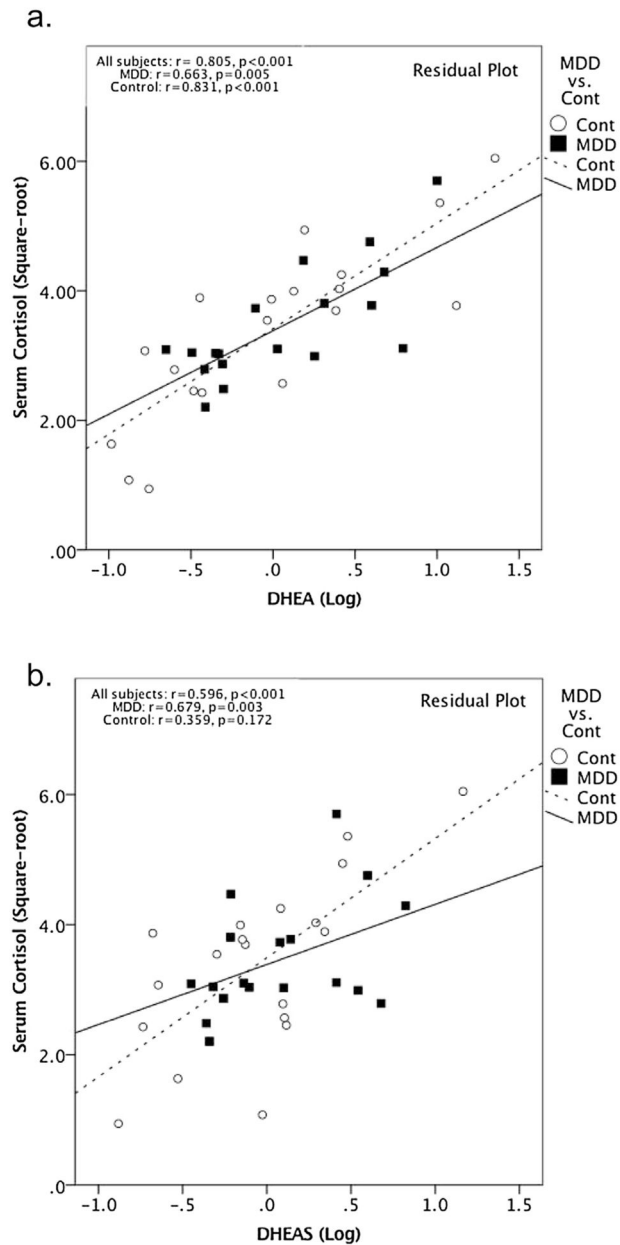 a.
All subjects: r= 0.805, p<0.001
MDD: r=0.663, p=0.005
Control: r=0.831, p<0.001
Residual Plot
MDD
vs.
Cont
Cont
MDD
Cont
MDD
Serum Cortisol (Square-root)
6.00
4.00
2.00
.00
-1.0
-.5
.0
.5
1.0
1.5
DHEA (Log)
b.
All subjects: r=0.596, p<0.001
MDD: r=0.679, p=0.003
Control: r=0.359, p=0.172
Residual Plot
MDD
vs.
Cont
Cont
MDD
Cont
MDD
Serum Cortisol (Square-root)
6.0
4.0
2.0
.0
-1.0
-.5
.0
.5
1.0
1.5
DHEAS (Log)